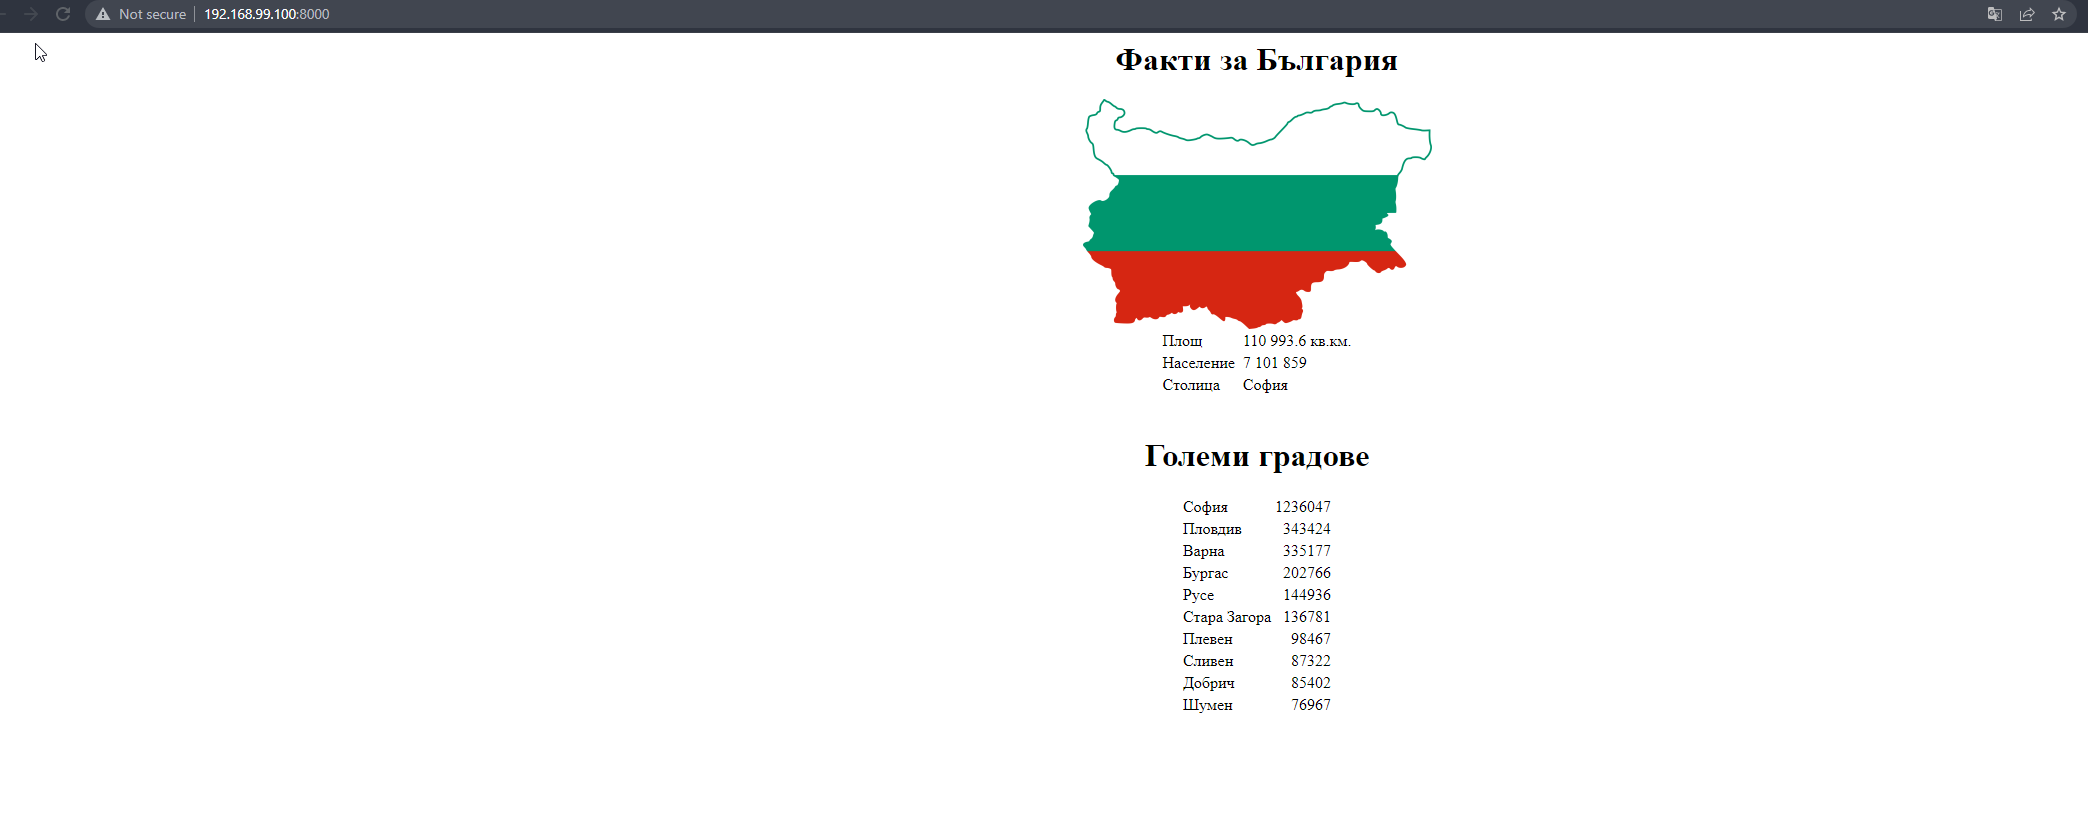 Not secure 192.168.99.100:8000
Факти за България
Площ 110 993.6 кв.км.
Население 7 101 859
Столица София
Големи градове
София 1236047
Пловдив 343424
Варна 335177
Бургас 202766
Русе 144936
Стара Загора 136781
Плевен 98467
Сливен 87322
Добрич 85402
Шумен 76967